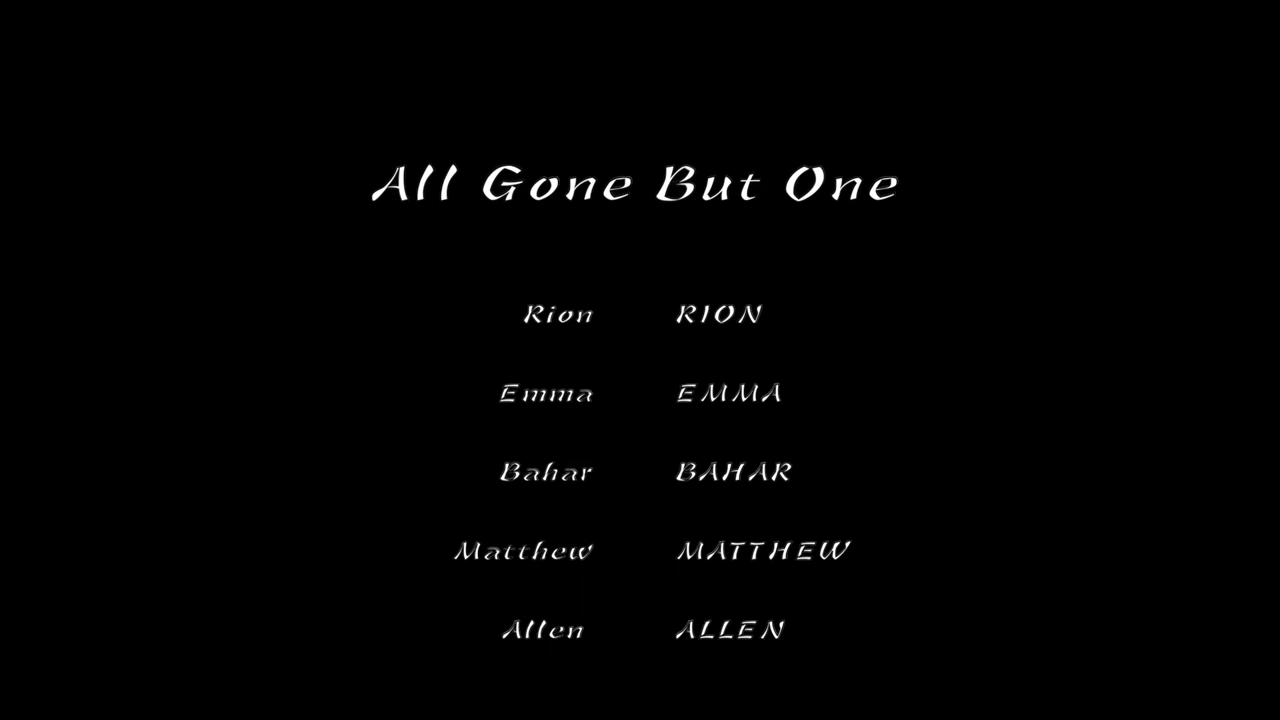 All Gone But One
Rion RION
Emma EMMA
Bahar BAHAR
Matthew MATTHEW
Allen ALLEN